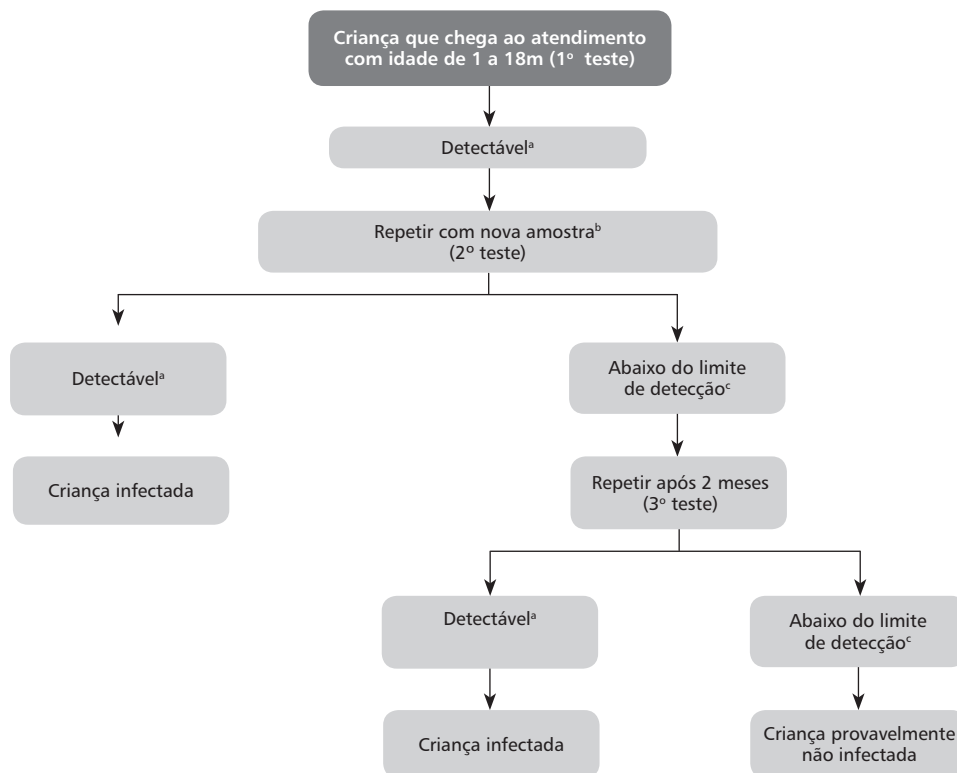 Criança que chega ao atendimento
com idade de 1 a 18m (1º teste)
Detectávelᵃ
Repetir com nova amostraᵇ
(2º teste)
Detectávelᵃ
Abaixo do limite
de detecçãoᶜ
Criança infectada
Repetir após 2 meses
(3º teste)
Detectávelᵃ
Abaixo do limite
de detecçãoᶜ
Criança infectada
Criança provavelmente
não infectada